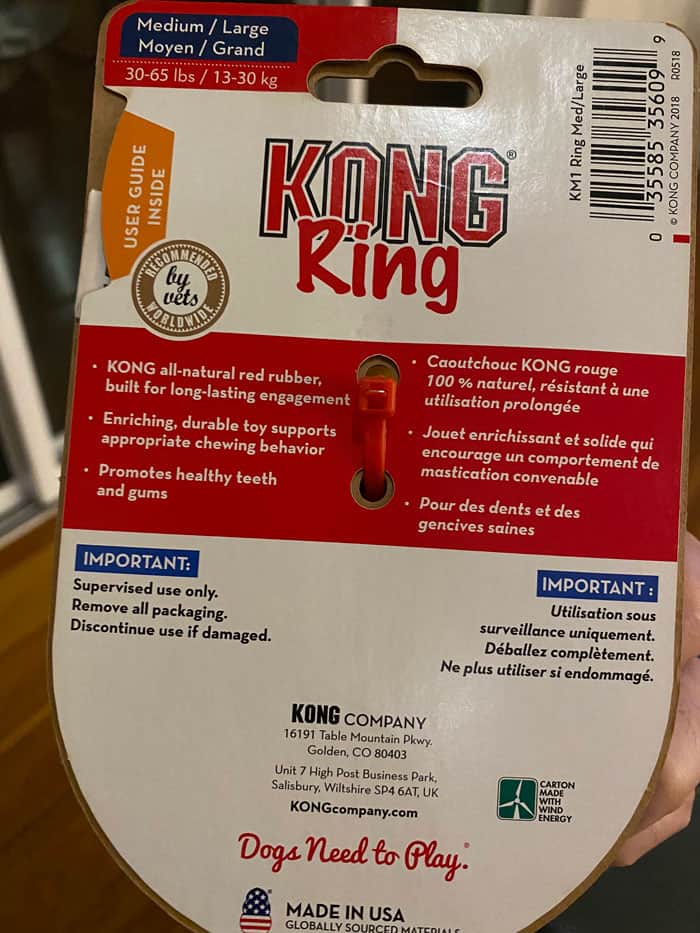 Medium / Large
Moyen / Grand
30-65 lbs / 13-30 kg
USER GUIDE
INSIDE
RECOMMENDED
by
vets
WORLDWIDE
KONG®
Ring
KM1 Ring Med/Large
0 35585 35609 9
© KONG COMPANY 2018 R0518
• KONG all-natural red rubber,
built for long-lasting engagement
• Enriching, durable toy supports
appropriate chewing behavior
• Promotes healthy teeth
and gums
• Caoutchouc KONG rouge
100 % naturel, résistant à une
utilisation prolongée
• Jouet enrichissant et solide qui
encourage un comportement de
mastication convenable
• Pour des dents et des
gencives saines
IMPORTANT:
Supervised use only.
Remove all packaging.
Discontinue use if damaged.
IMPORTANT :
Utilisation sous
surveillance uniquement.
Déballez complètement.
Ne plus utiliser si endommagé.
KONG COMPANY
16191 Table Mountain Pkwy.
Golden, CO 80403
Unit 7 High Post Business Park,
Salisbury, Wiltshire SP4 6AT, UK
KONGcompany.com
CARTON
MADE
WITH
WIND
ENERGY
Dogs Need to Play.®
MADE IN USA
GLOBALLY SOURCED MATERIALS